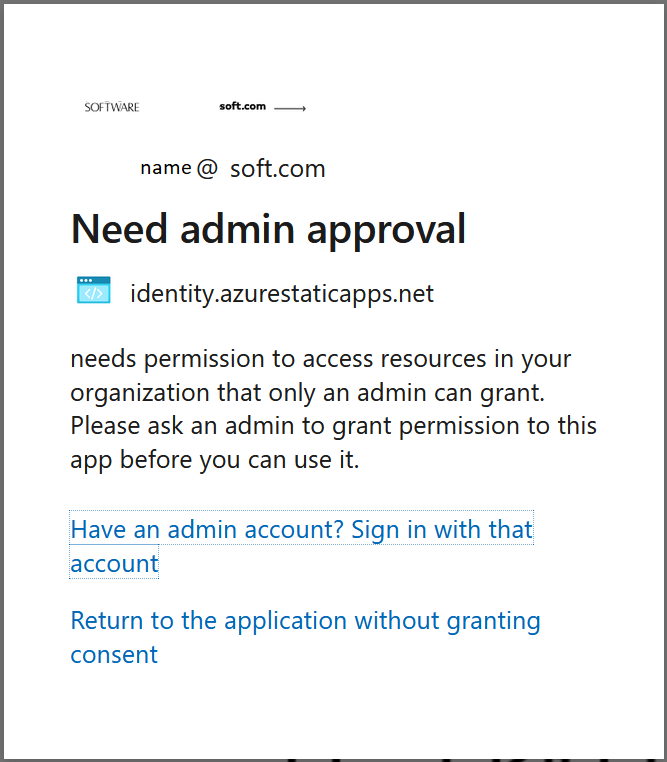 SOFTWARE soft.com
name @ soft.com
Need admin approval
</> identity.azurestaticapps.net
needs permission to access resources in your
organization that only an admin can grant.
Please ask an admin to grant permission to this
app before you can use it.
Have an admin account? Sign in with that
account
Return to the application without granting
consent